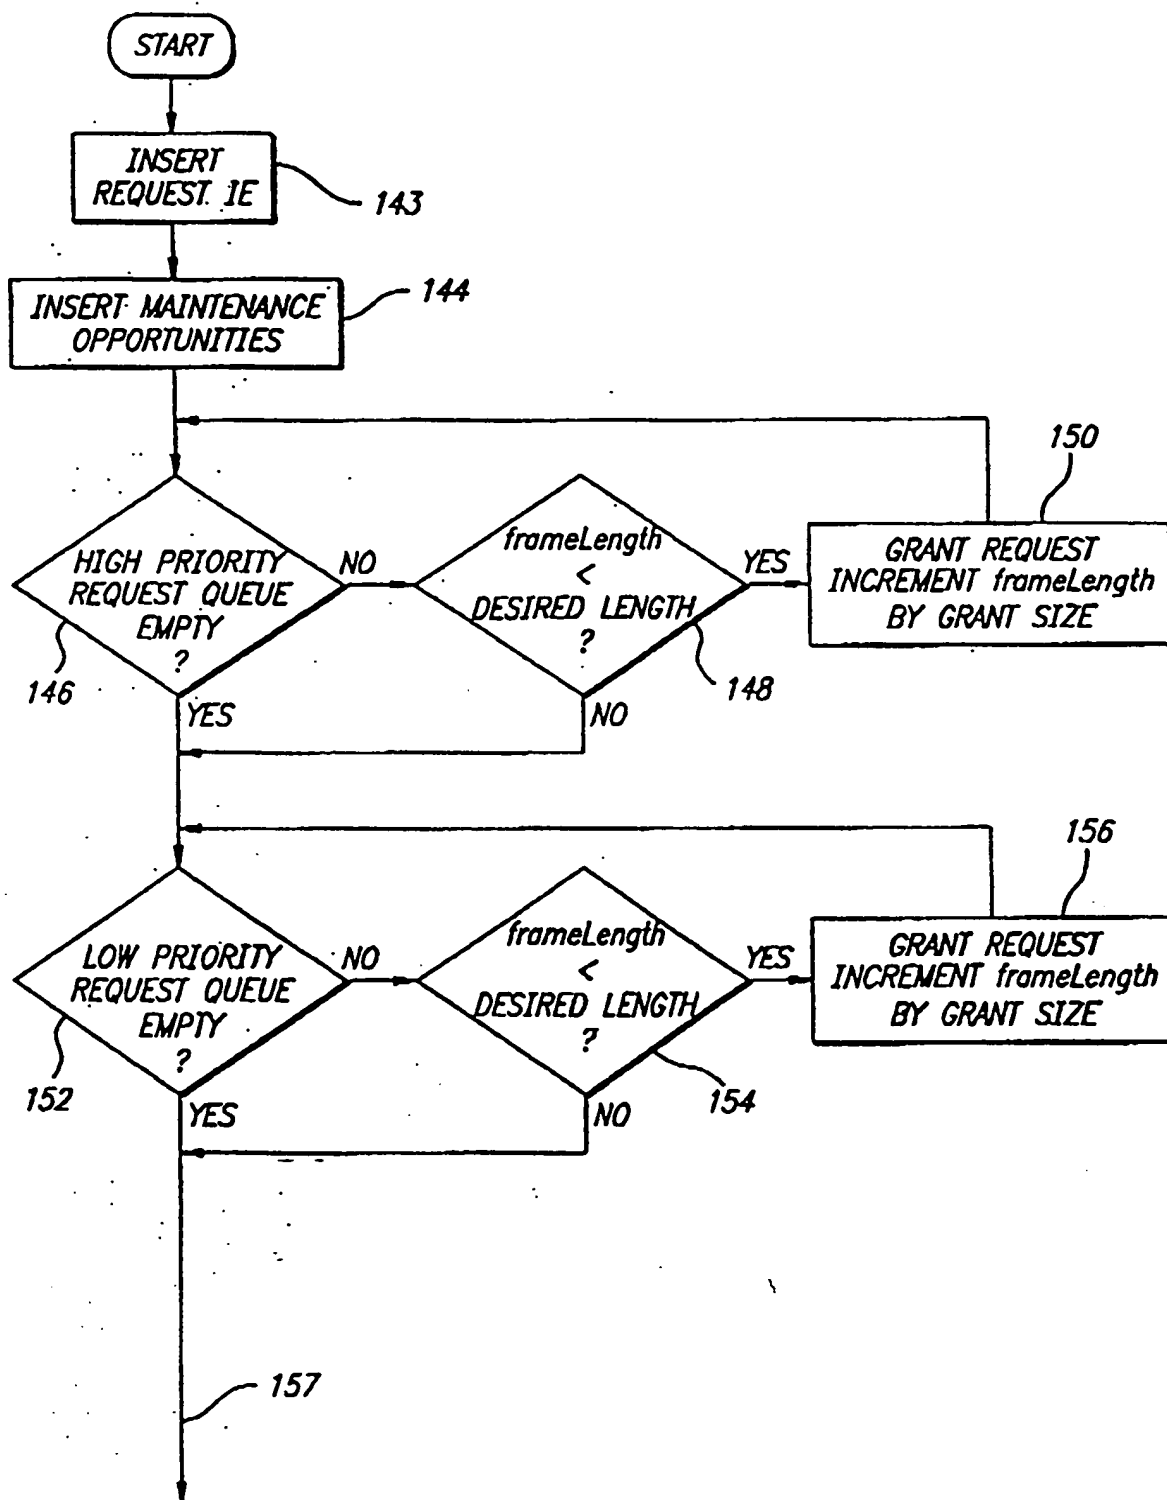 START
INSERT
REQUEST IE
143
INSERT MAINTENANCE
OPPORTUNITIES
144
HIGH PRIORITY
REQUEST QUEUE
EMPTY
?
146
NO
YES
frameLength
<
DESIRED LENGTH
?
148
YES
NO
150
GRANT REQUEST
INCREMENT frameLength
BY GRANT SIZE
LOW PRIORITY
REQUEST QUEUE
EMPTY
?
152
NO
YES
frameLength
<
DESIRED LENGTH
?
154
YES
NO
156
GRANT REQUEST
INCREMENT frameLength
BY GRANT SIZE
157